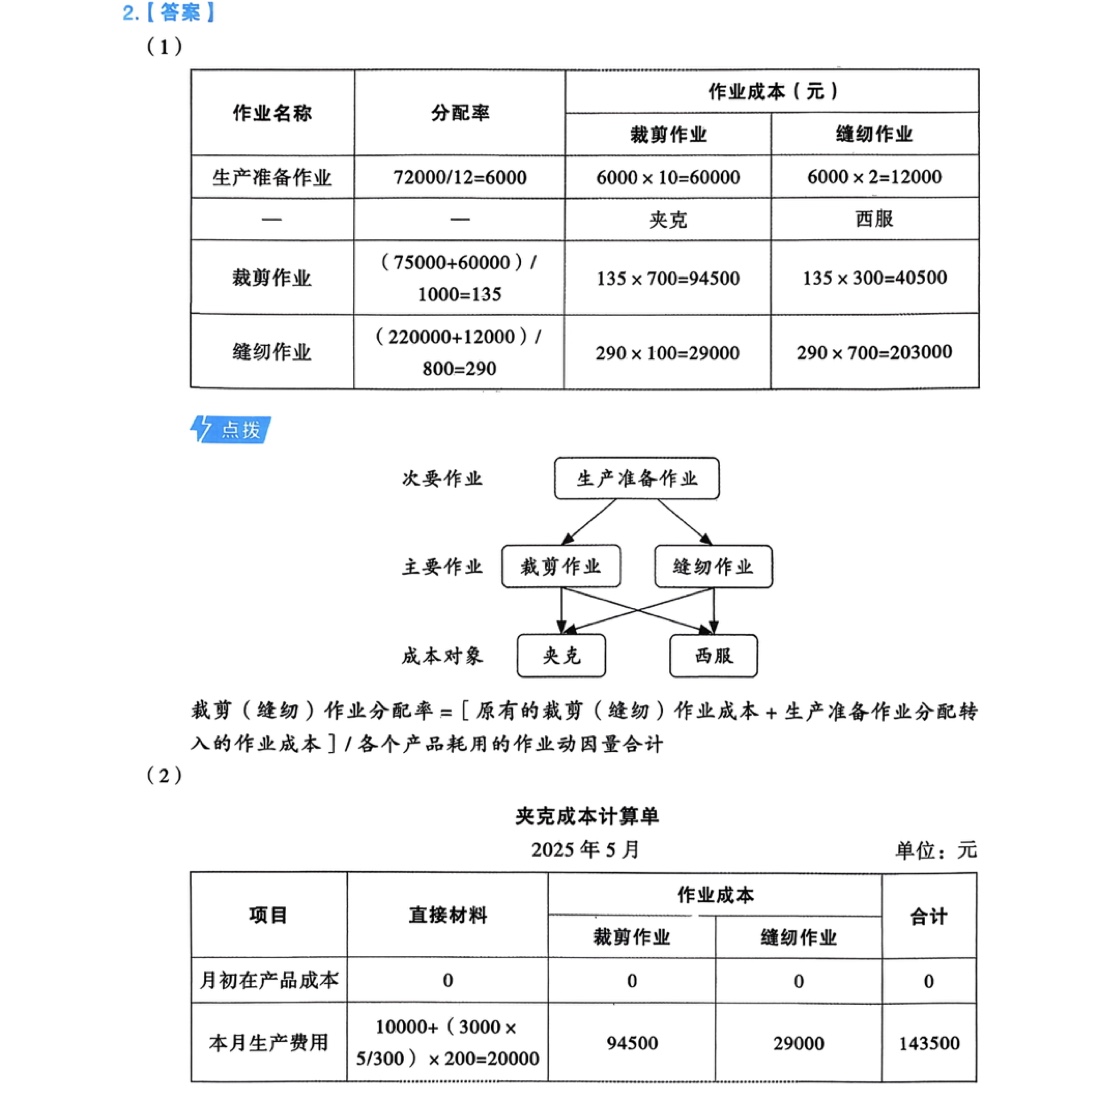 2.【答案】
（1）
作业名称 分配率 作业成本（元）
裁剪作业 缝纫作业
生产准备作业 72000/12=6000 6000×10=60000 6000×2=12000
— — 夹克 西服
裁剪作业 （75000+60000）/1000=135 135×700=94500 135×300=40500
缝纫作业 （220000+12000）/800=290 290×100=29000 290×700=203000
点拨
次要作业 生产准备作业
主要作业 裁剪作业 缝纫作业
成本对象 夹克 西服
裁剪（缝纫）作业分配率=［原有的裁剪（缝纫）作业成本+生产准备作业分配转
入的作业成本］/各个产品耗用的作业动因量合计
（2）
夹克成本计算单
2025年5月 单位：元
项目 直接材料 作业成本 合计
裁剪作业 缝纫作业
月初在产品成本 0 0 0 0
本月生产费用 10000+（3000×5/300）×200=20000 94500 29000 143500